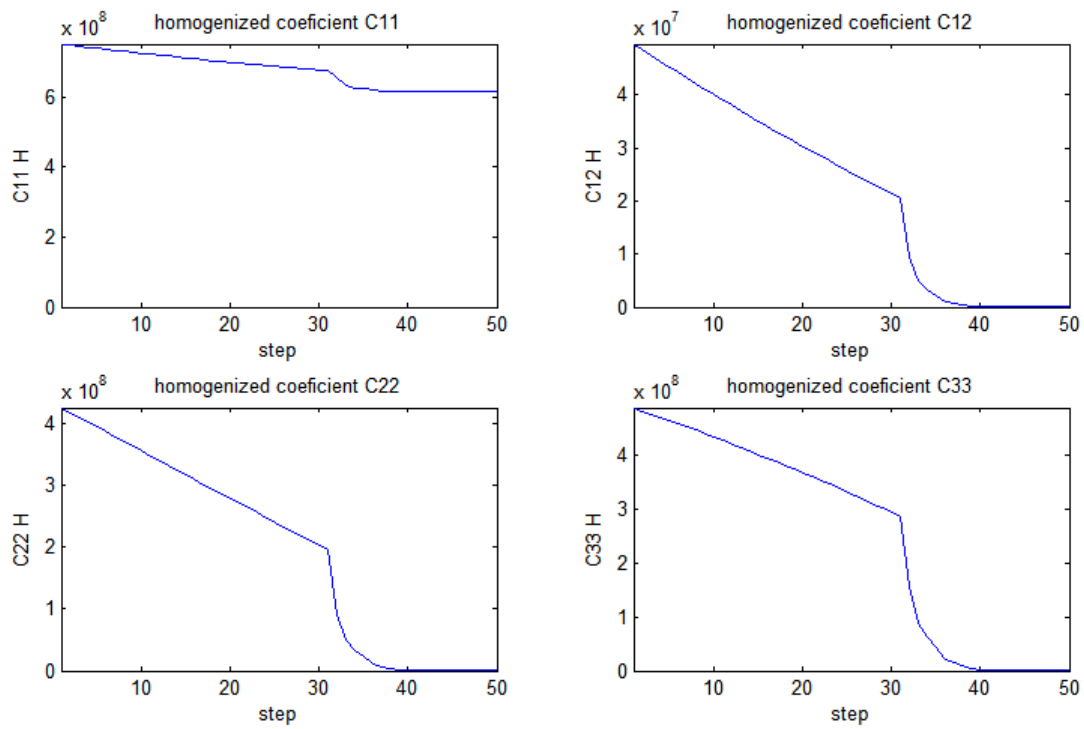 x 10^8 homogenized coeficient C11
6
4
2
0
C11 H
10 20 30 40 50
step
x 10^7 homogenized coeficient C12
4
3
2
1
0
C12 H
10 20 30 40 50
step
x 10^8 homogenized coeficient C22
4
3
2
1
0
C22 H
10 20 30 40 50
step
x 10^8 homogenized coeficient C33
4
3
2
1
0
C33 H
10 20 30 40 50
step